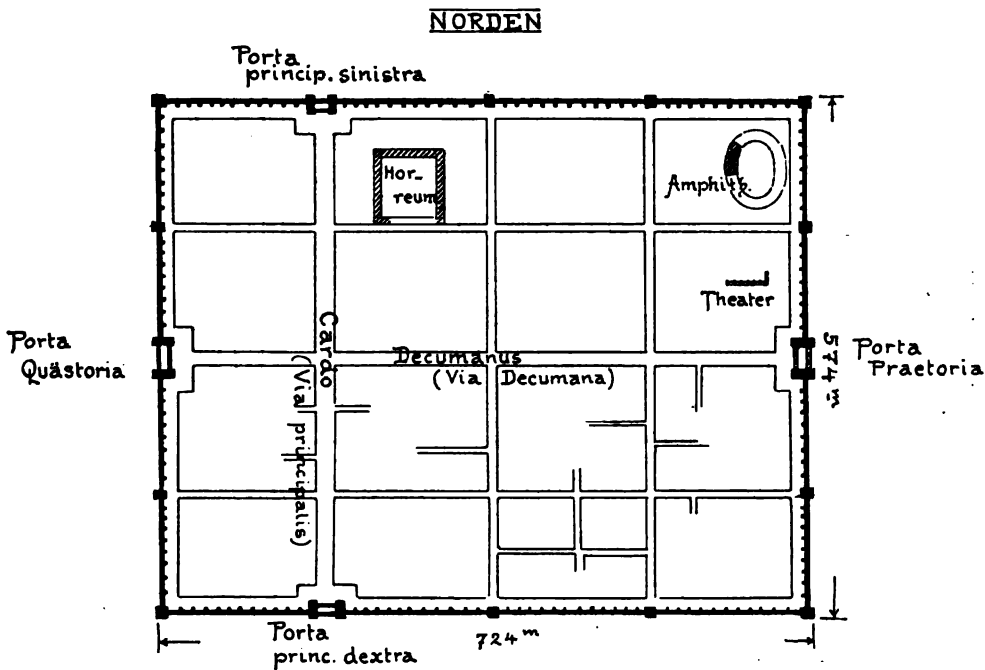 NORDEN
Porta
princip. sinistra
Hor-
reum
Amphith.
Theater
Porta
Quästoria
Cardo
(Via principalis)
Decumanus
(Via Decumana)
574 m
Porta
Praetoria
Porta
princ. dextra
724 m